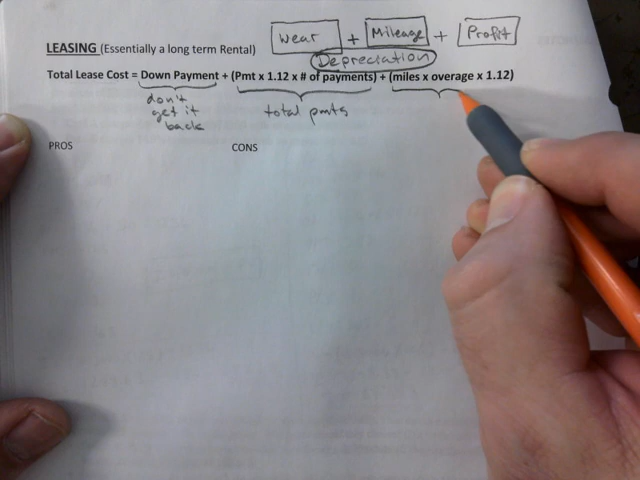 Wear + Mileage + Profit
LEASING (Essentially a long term Rental)
Depreciation
Total Lease Cost = Down Payment + (Pmt x 1.12 x # of payments) + (miles x overage x 1.12)
don't
get it
back
total pmts
PROS CONS